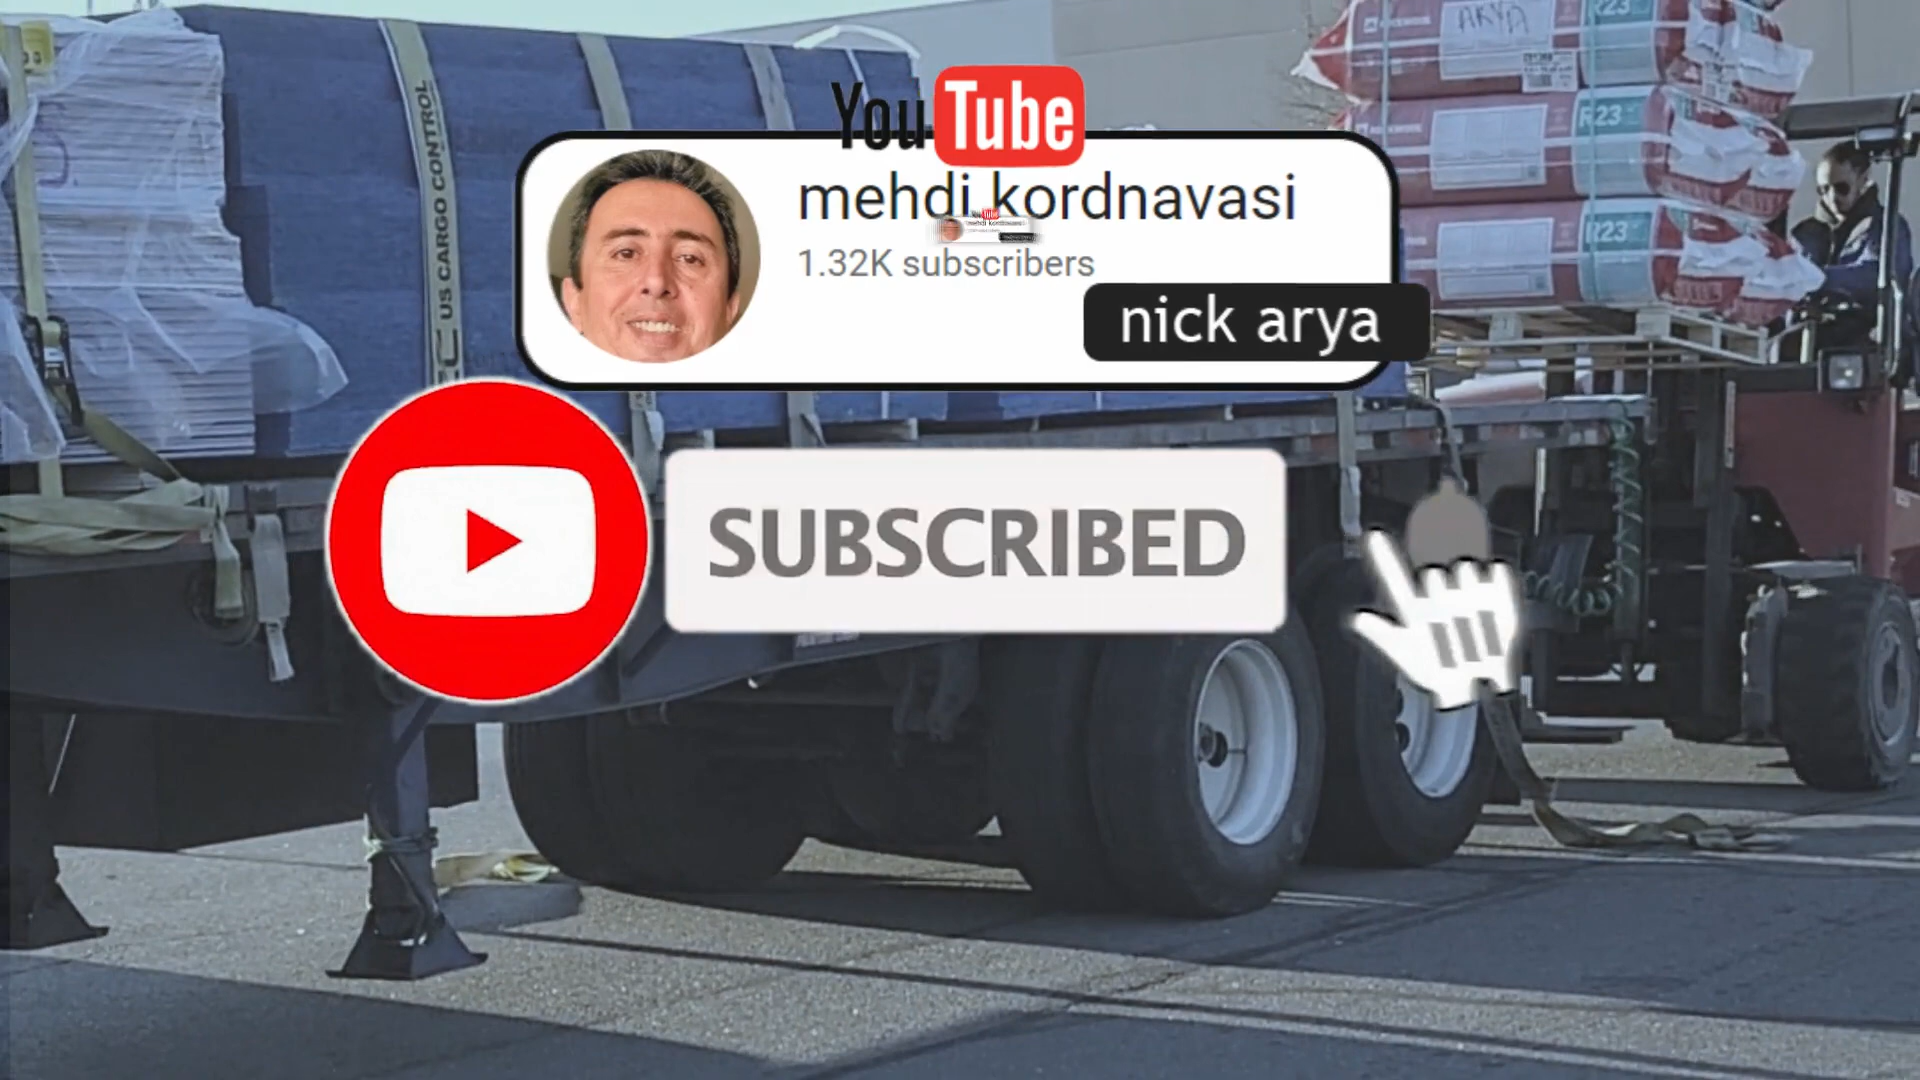 ARYA
R23
YouTube
R23
mehdi kordnavasi
1.32K subscribers
R23
nick arya
US CARGO CONTROL
SUBSCRIBED